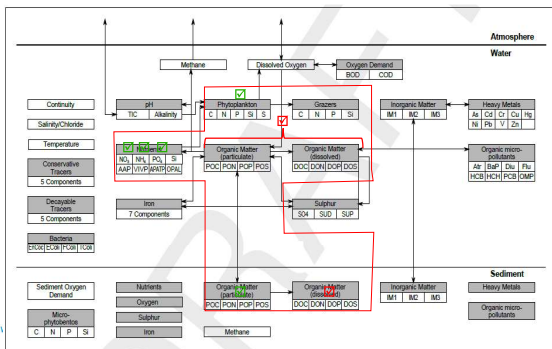 Atmosphere
Water
Methane
Dissolved Oxygen
Oxygen Demand
BOD COD
Continuity
pH
TIC Alkalinity
Phytoplankton
C N P Si S
Grazers
C N P Si
Inorganic Matter
IM1 IM2 IM3
Heavy Metals
As Cd Cr Cu Hg
Ni Pb V Zn
Salinity/Chloride
Temperature
Nutrients
NO3 NH4 PO4 Si
AAP VIVP APATP OPAL
Organic Matter
(particulate)
POC PON POP POS
Organic Matter
(dissolved)
DOC DON DOP DOS
Organic micro-
pollutants
Atr BaP Diu Flu
HCB HCH PCB OMP
Conservative
Tracers
5 Components
Decayable
Tracers
5 Components
Iron
7 Components
Sulphur
SO4 SUD SUP
Bacteria
EnCoc EColi FColi TColi
Sediment
Sediment Oxygen
Demand
Nutrients
Oxygen
Sulphur
Iron
Organic Matter
(particulate)
POC PON POP POS
Organic Matter
(dissolved)
DOC DON DOP DOS
Inorganic Matter
IM1 IM2 IM3
Heavy Metals
Organic micro-
pollutants
Micro-
phytobentos
C N P Si
Methane
DRAFT